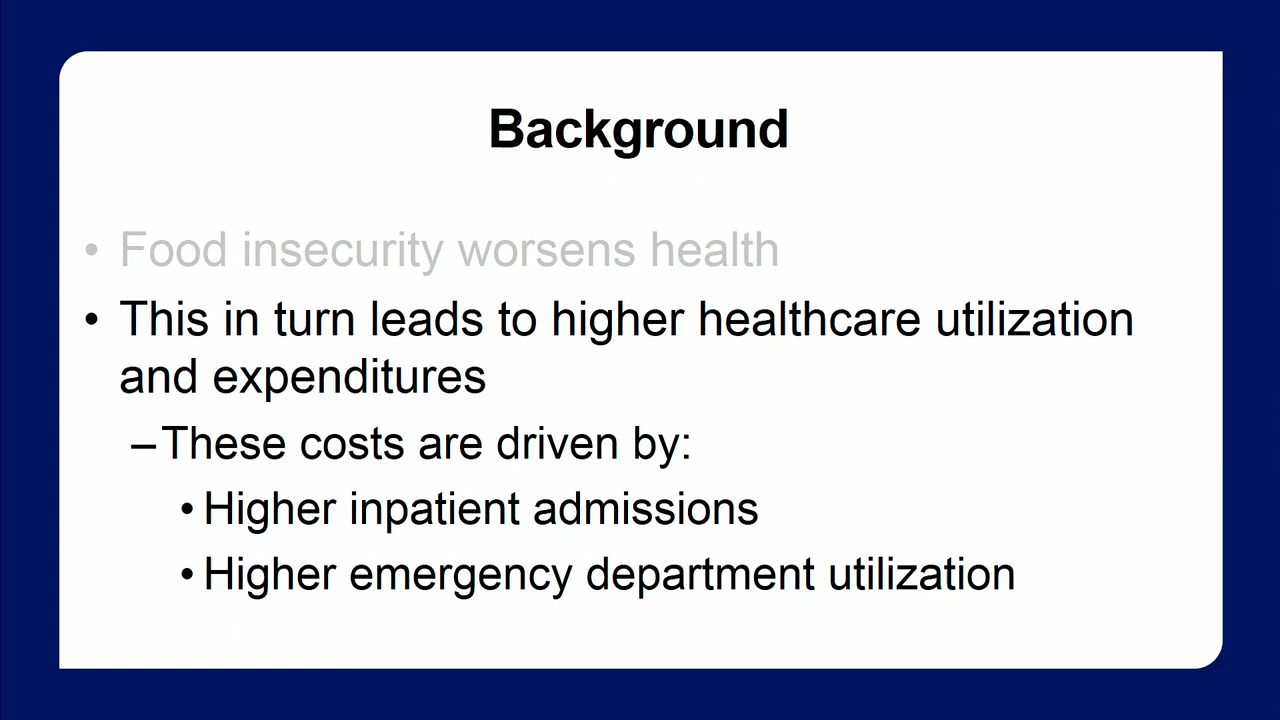 Background
• Food insecurity worsens health
• This in turn leads to higher healthcare utilization
and expenditures
–These costs are driven by:
• Higher inpatient admissions
• Higher emergency department utilization